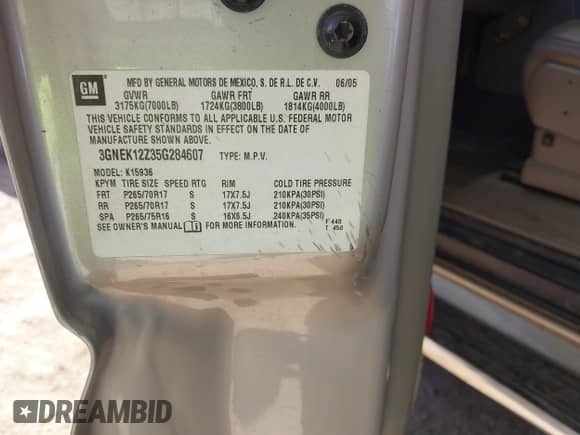 GM MFD BY GENERAL MOTORS DE MEXICO, S. DE R.L. DE C.V. 06/05
GVWR GAWR FRT GAWR RR
3175KG(7000LB) 1724KG(3800LB) 1814KG(4000LB)
THIS VEHICLE CONFORMS TO ALL APPLICABLE U.S. FEDERAL MOTOR
VEHICLE SAFETY STANDARDS IN EFFECT ON THE DATE OF
MANUFACTURE SHOWN ABOVE.
3GNEK12Z35G284607 TYPE: M.P.V.
MODEL: K15936
KPYM TIRE SIZE SPEED RTG RIM COLD TIRE PRESSURE
FRT P265/70R17 S 17X7.5J 210KPA(30PSI)
RR P265/70R17 S 17X7.5J 210KPA(30PSI)
SPA P265/75R16 S 16X6.5J 240KPA(35PSI)
SEE OWNER'S MANUAL FOR MORE INFORMATION. F 448
T 450
DREAMBID